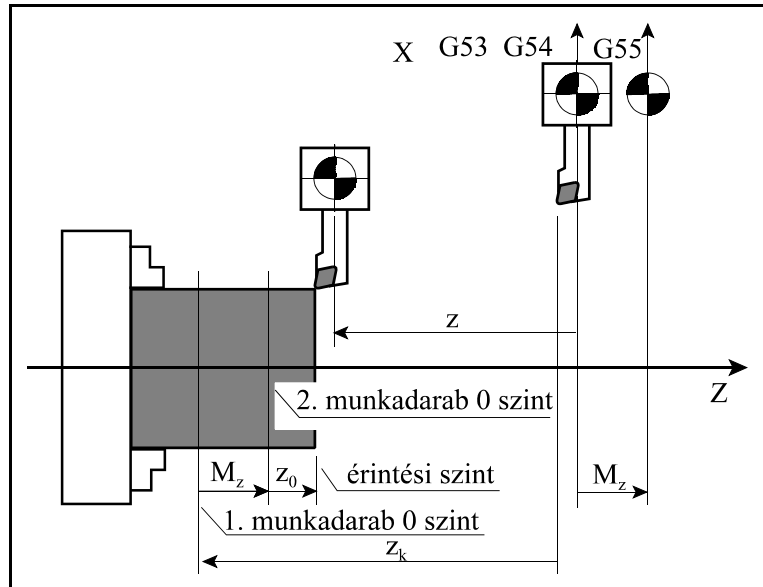 X G53 G54 G55
z
Z
2. munkadarab 0 szint
Mz z0 érintési szint Mz
1. munkadarab 0 szint
zk